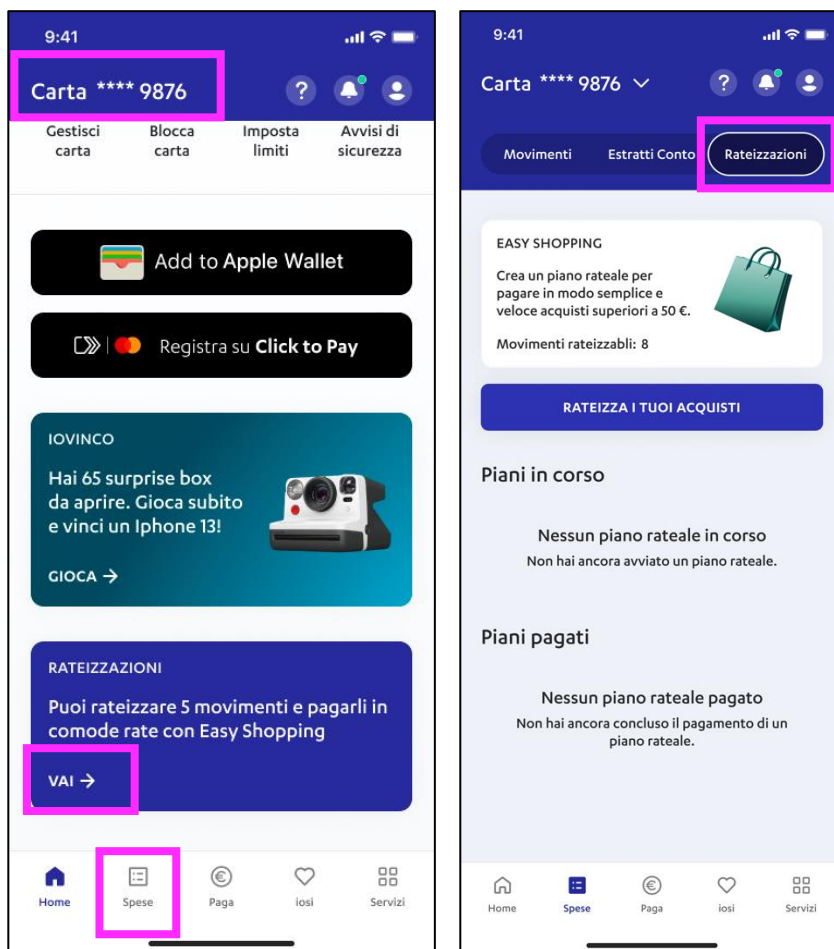 9:41
Carta **** 9876
?
Gestisci carta
Blocca carta
Imposta limiti
Avvisi di sicurezza
Add to Apple Wallet
Registra su Click to Pay
IOVINCO
Hai 65 surprise box
da aprire. Gioca subito
e vinci un Iphone 13!
GIOCA →
RATEIZZAZIONI
Puoi rateizzare 5 movimenti e pagarli in
comode rate con Easy Shopping
VAI →
Home
Spese
Paga
iosi
Servizi
9:41
Carta **** 9876
?
Movimenti
Estratti Conto
Rateizzazioni
EASY SHOPPING
Crea un piano rateale per
pagare in modo semplice e
veloce acquisti superiori a 50 €.
Movimenti rateizzabli: 8
RATEIZZA I TUOI ACQUISTI
Piani in corso
Nessun piano rateale in corso
Non hai ancora avviato un piano rateale.
Piani pagati
Nessun piano rateale pagato
Non hai ancora concluso il pagamento di un
piano rateale.
Home
Spese
Paga
iosi
Servizi